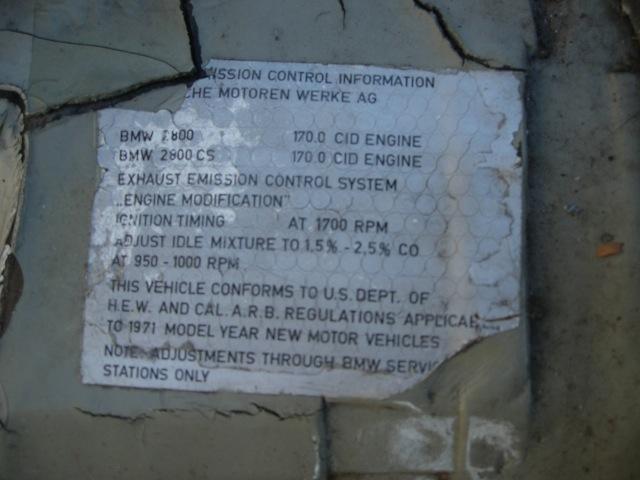 ISSION CONTROL INFORMATION
HE MOTOREN WERKE AG
BMW 2800 170.0 CID ENGINE
BMW 2800 CS 170.0 CID ENGINE
EXHAUST EMISSION CONTROL SYSTEM
„ENGINE MODIFICATION"
IGNITION TIMING AT 1700 RPM
ADJUST IDLE MIXTURE TO 1,5% - 2,5% CO
AT 950 - 1000 RPM
THIS VEHICLE CONFORMS TO U.S. DEPT. OF
H.E.W. AND CAL. A.R.B. REGULATIONS APPLICAB
TO 1971 MODEL YEAR NEW MOTOR VEHICLES
NOTE: ADJUSTMENTS THROUGH BMW SERVIC
STATIONS ONLY